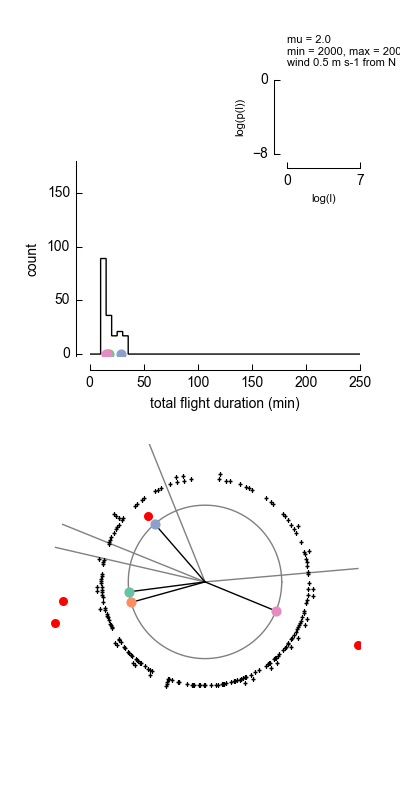 mu = 2.0
min = 2000, max = 200
wind 0.5 m s-1 from N
0
log(p(l))
−8
0 7
log(l)
150
100
count
50
0
0 50 100 150 200 250
total flight duration (min)